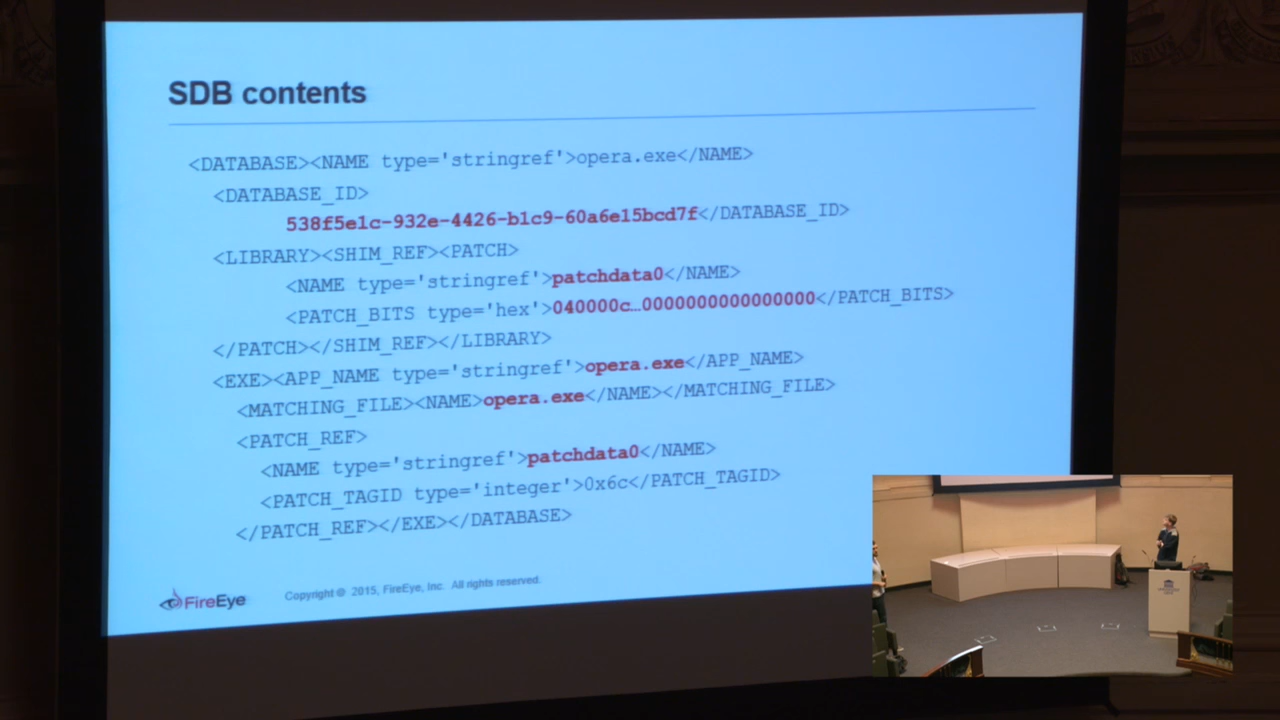 SDB contents
<DATABASE><NAME type='stringref'>opera.exe</NAME>
<DATABASE_ID>
538f5e1c-932e-4426-b1c9-60a6e15bcd7f</DATABASE_ID>
<LIBRARY><SHIM_REF><PATCH>
<NAME type='stringref'>patchdata0</NAME>
<PATCH_BITS type='hex'>040000c…0000000000000000</PATCH_BITS>
</PATCH></SHIM_REF></LIBRARY>
<EXE><APP_NAME type='stringref'>opera.exe</APP_NAME>
<MATCHING_FILE><NAME>opera.exe</NAME></MATCHING_FILE>
<PATCH_REF>
<NAME type='stringref'>patchdata0</NAME>
<PATCH_TAGID type='integer'>0x6c</PATCH_TAGID>
</PATCH_REF></EXE></DATABASE>
FireEye
Copyright © 2015, FireEye, Inc. All rights reserved.